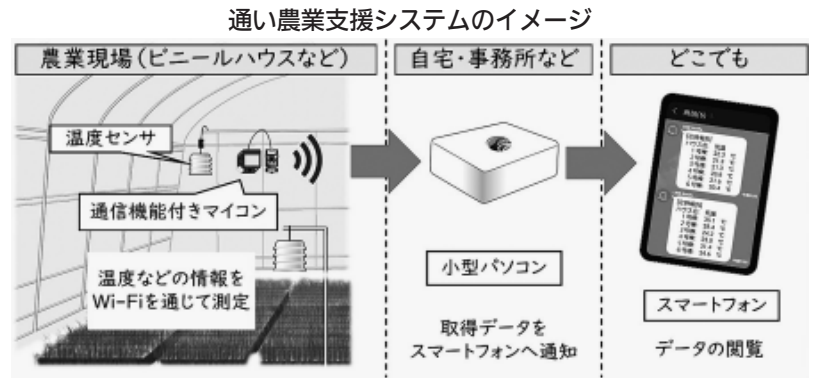 通い農業支援システムのイメージ
農業現場（ビニールハウスなど）
温度センサ
通信機能付きマイコン
温度などの情報を
Wi-Fiを通じて測定
自宅・事務所など
小型パソコン
取得データを
スマートフォンへ通知
どこでも
スマートフォン
データの閲覧